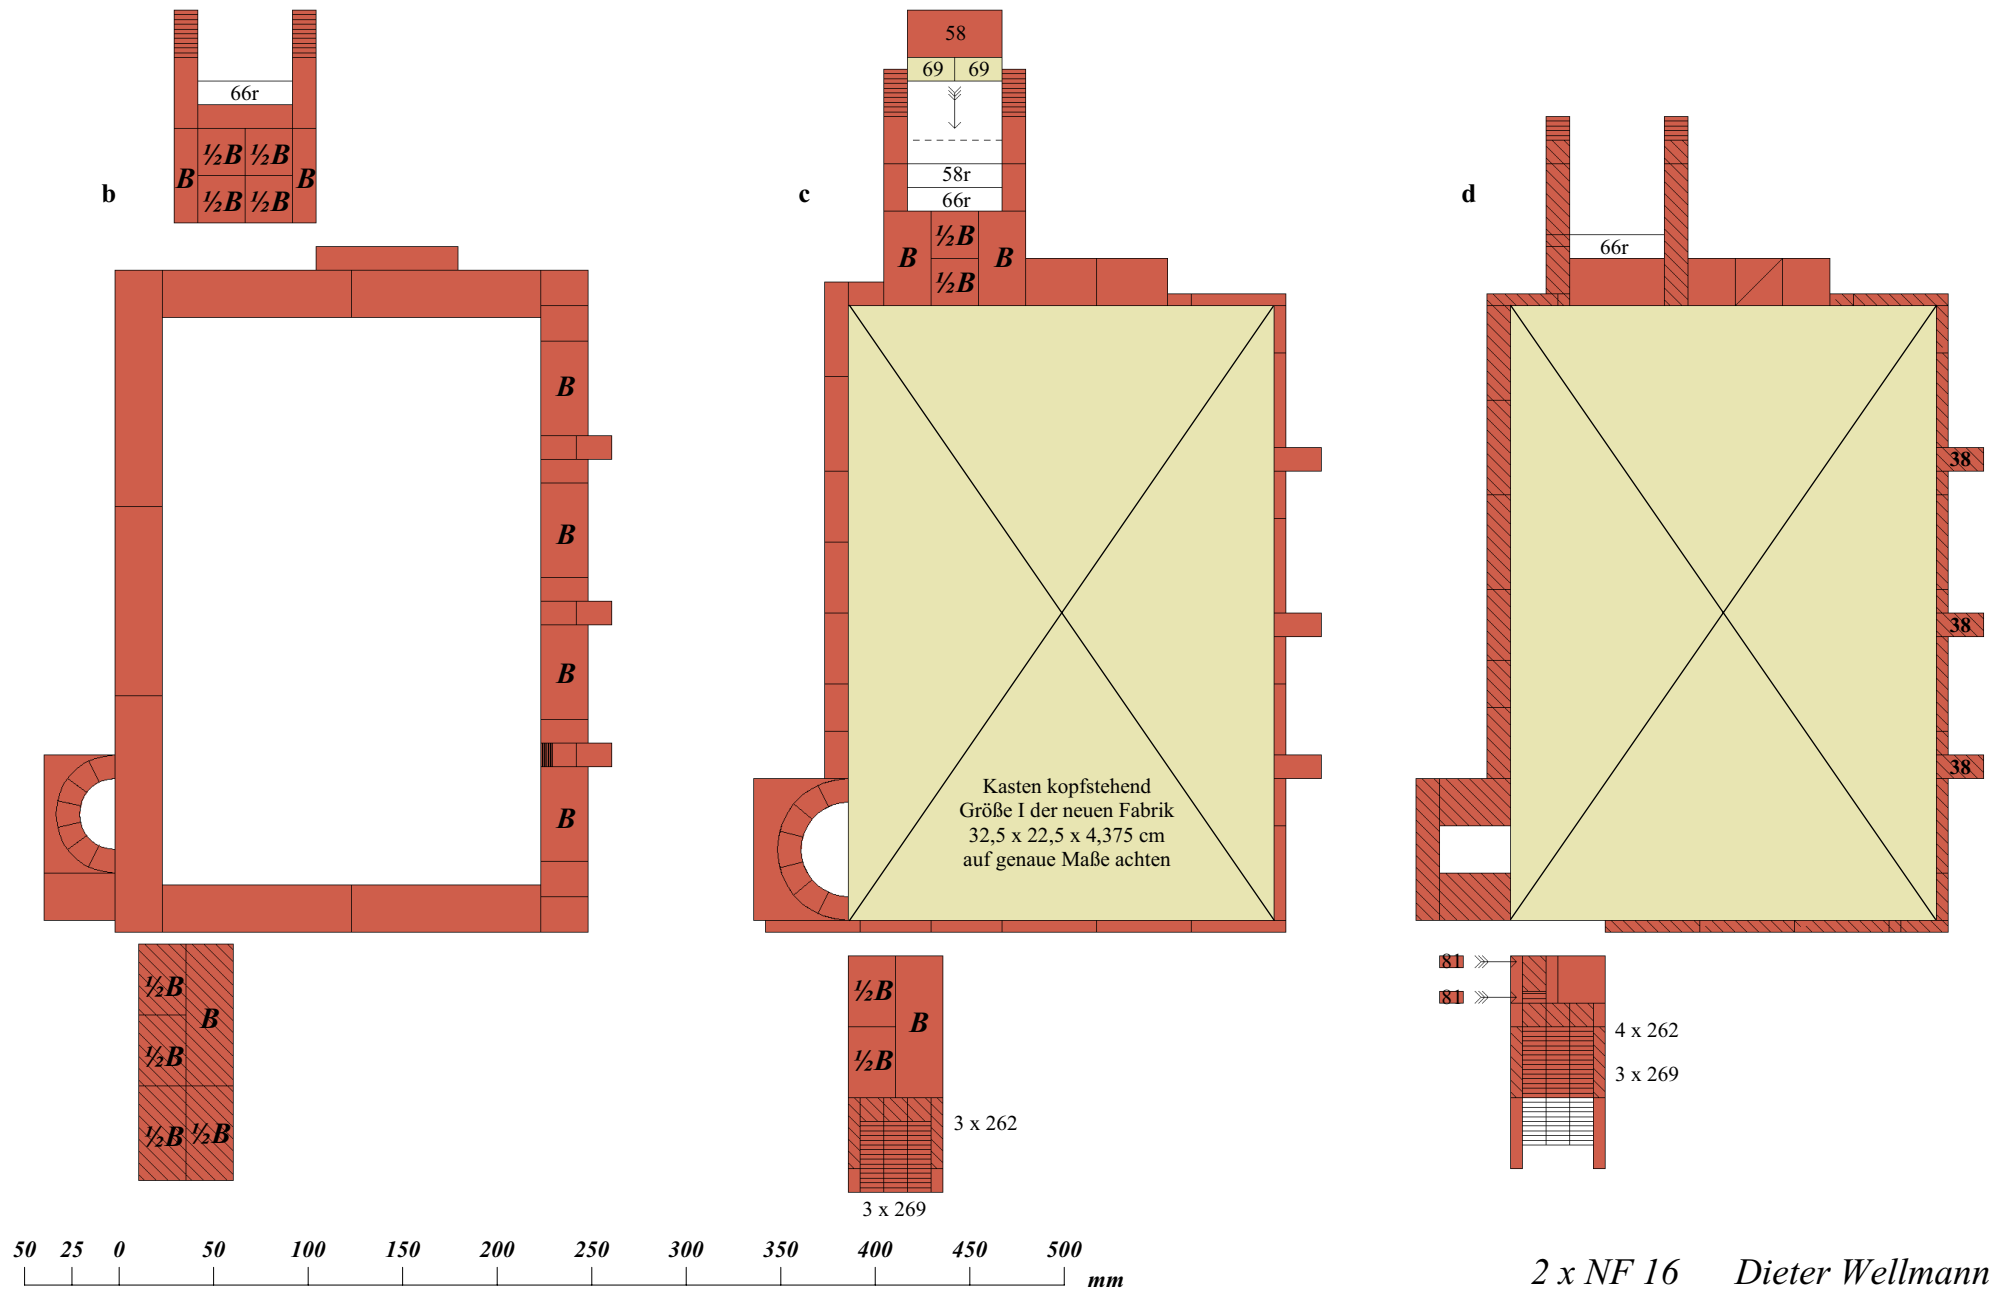 66r
½B ½B
B B
½B ½B
b
B
B
B
B
½B
B
½B
½B ½B
58
69 69
58r
66r
c
½B
B B
½B
Kasten kopfstehend
Größe I der neuen Fabrik
32,5 x 22,5 x 4,375 cm
auf genaue Maße achten
½B
B
½B
3 x 262
3 x 269
d
66r
38
38
38
81
81
4 x 262
3 x 269
50 25 0 50 100 150 200 250 300 350 400 450 500
mm
2 x NF 16 Dieter Wellmann